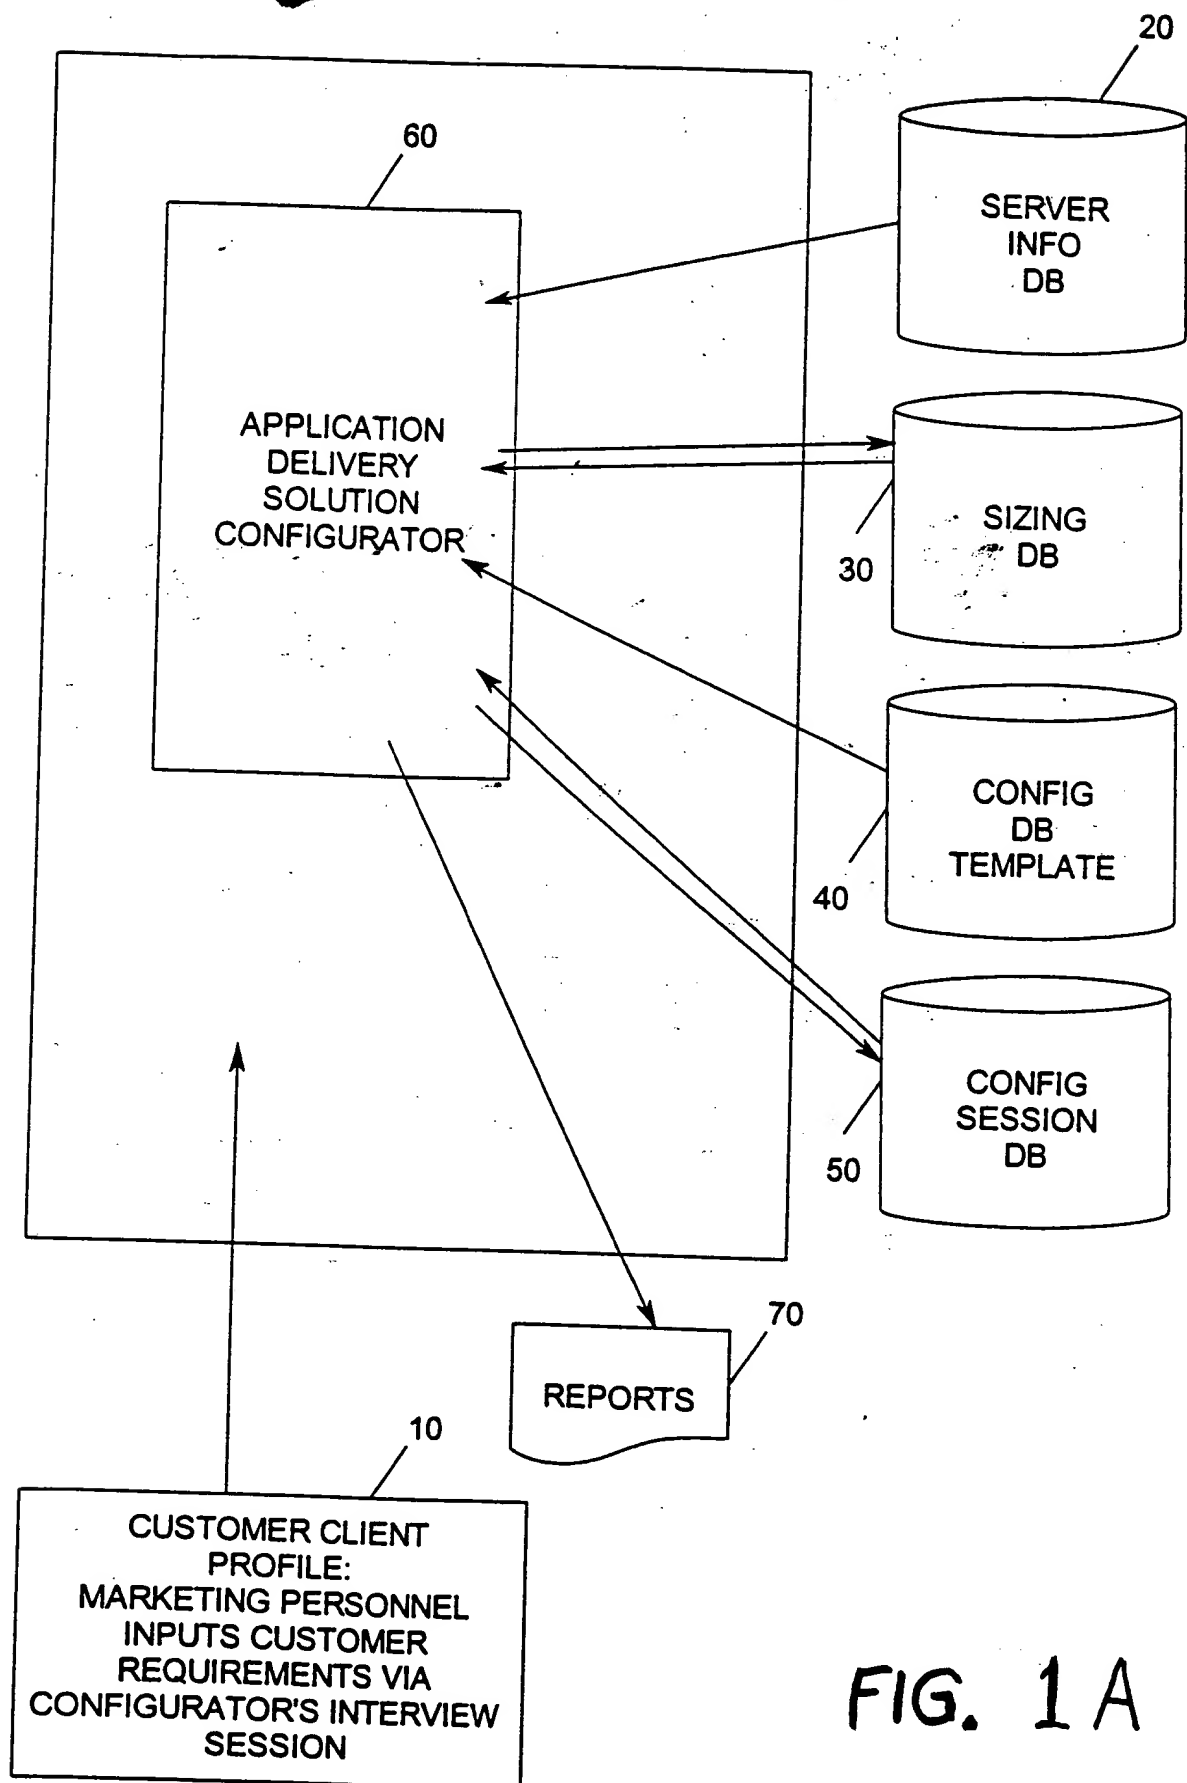 20
60
SERVER
INFO
DB
APPLICATION
DELIVERY
SOLUTION
CONFIGURATOR
30
SIZING
DB
CONFIG
DB
TEMPLATE
40
CONFIG
SESSION
DB
50
70
REPORTS
10
CUSTOMER CLIENT
PROFILE:
MARKETING PERSONNEL
INPUTS CUSTOMER
REQUIREMENTS VIA
CONFIGURATOR'S INTERVIEW
SESSION
FIG. 1A